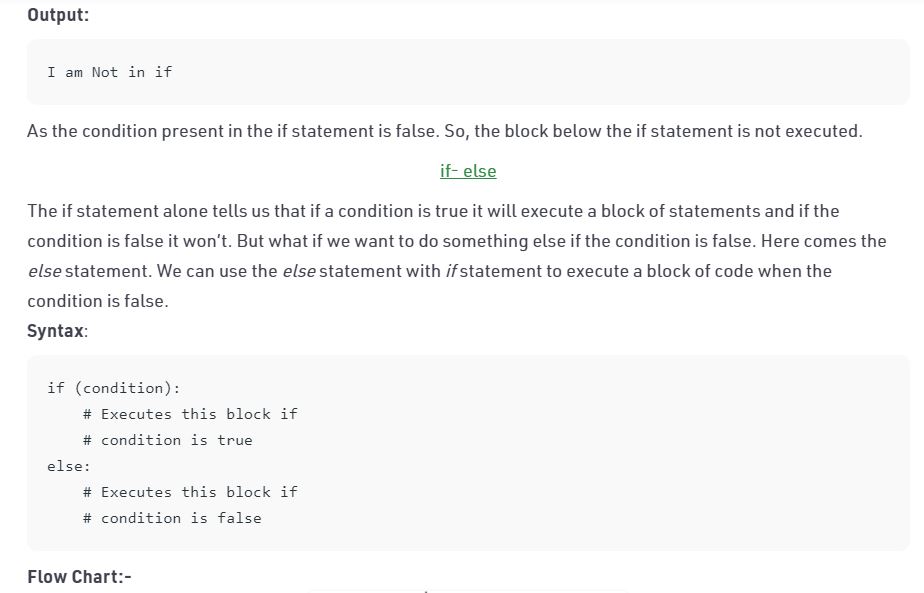 Output:
I am Not in if
As the condition present in the if statement is false. So, the block below the if statement is not executed.
if- else
The if statement alone tells us that if a condition is true it will execute a block of statements and if the
condition is false it won't. But what if we want to do something else if the condition is false. Here comes the
else statement. We can use the else statement with if statement to execute a block of code when the
condition is false.
Syntax:
if (condition):
    # Executes this block if
    # condition is true
else:
    # Executes this block if
    # condition is false
Flow Chart:-